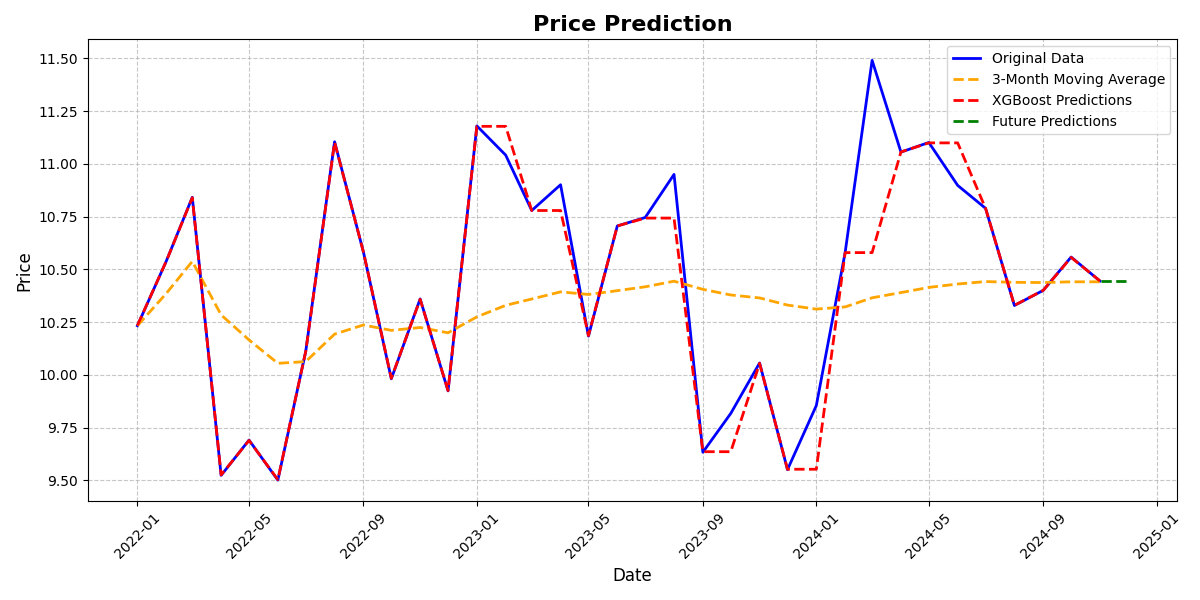 Price Prediction
Original Data
3-Month Moving Average
XGBoost Predictions
Future Predictions
Price
11.50
11.25
11.00
10.75
10.50
10.25
10.00
9.75
9.50
2022-01
2022-05
2022-09
2023-01
2023-05
2023-09
2024-01
2024-05
2024-09
2025-01
Date